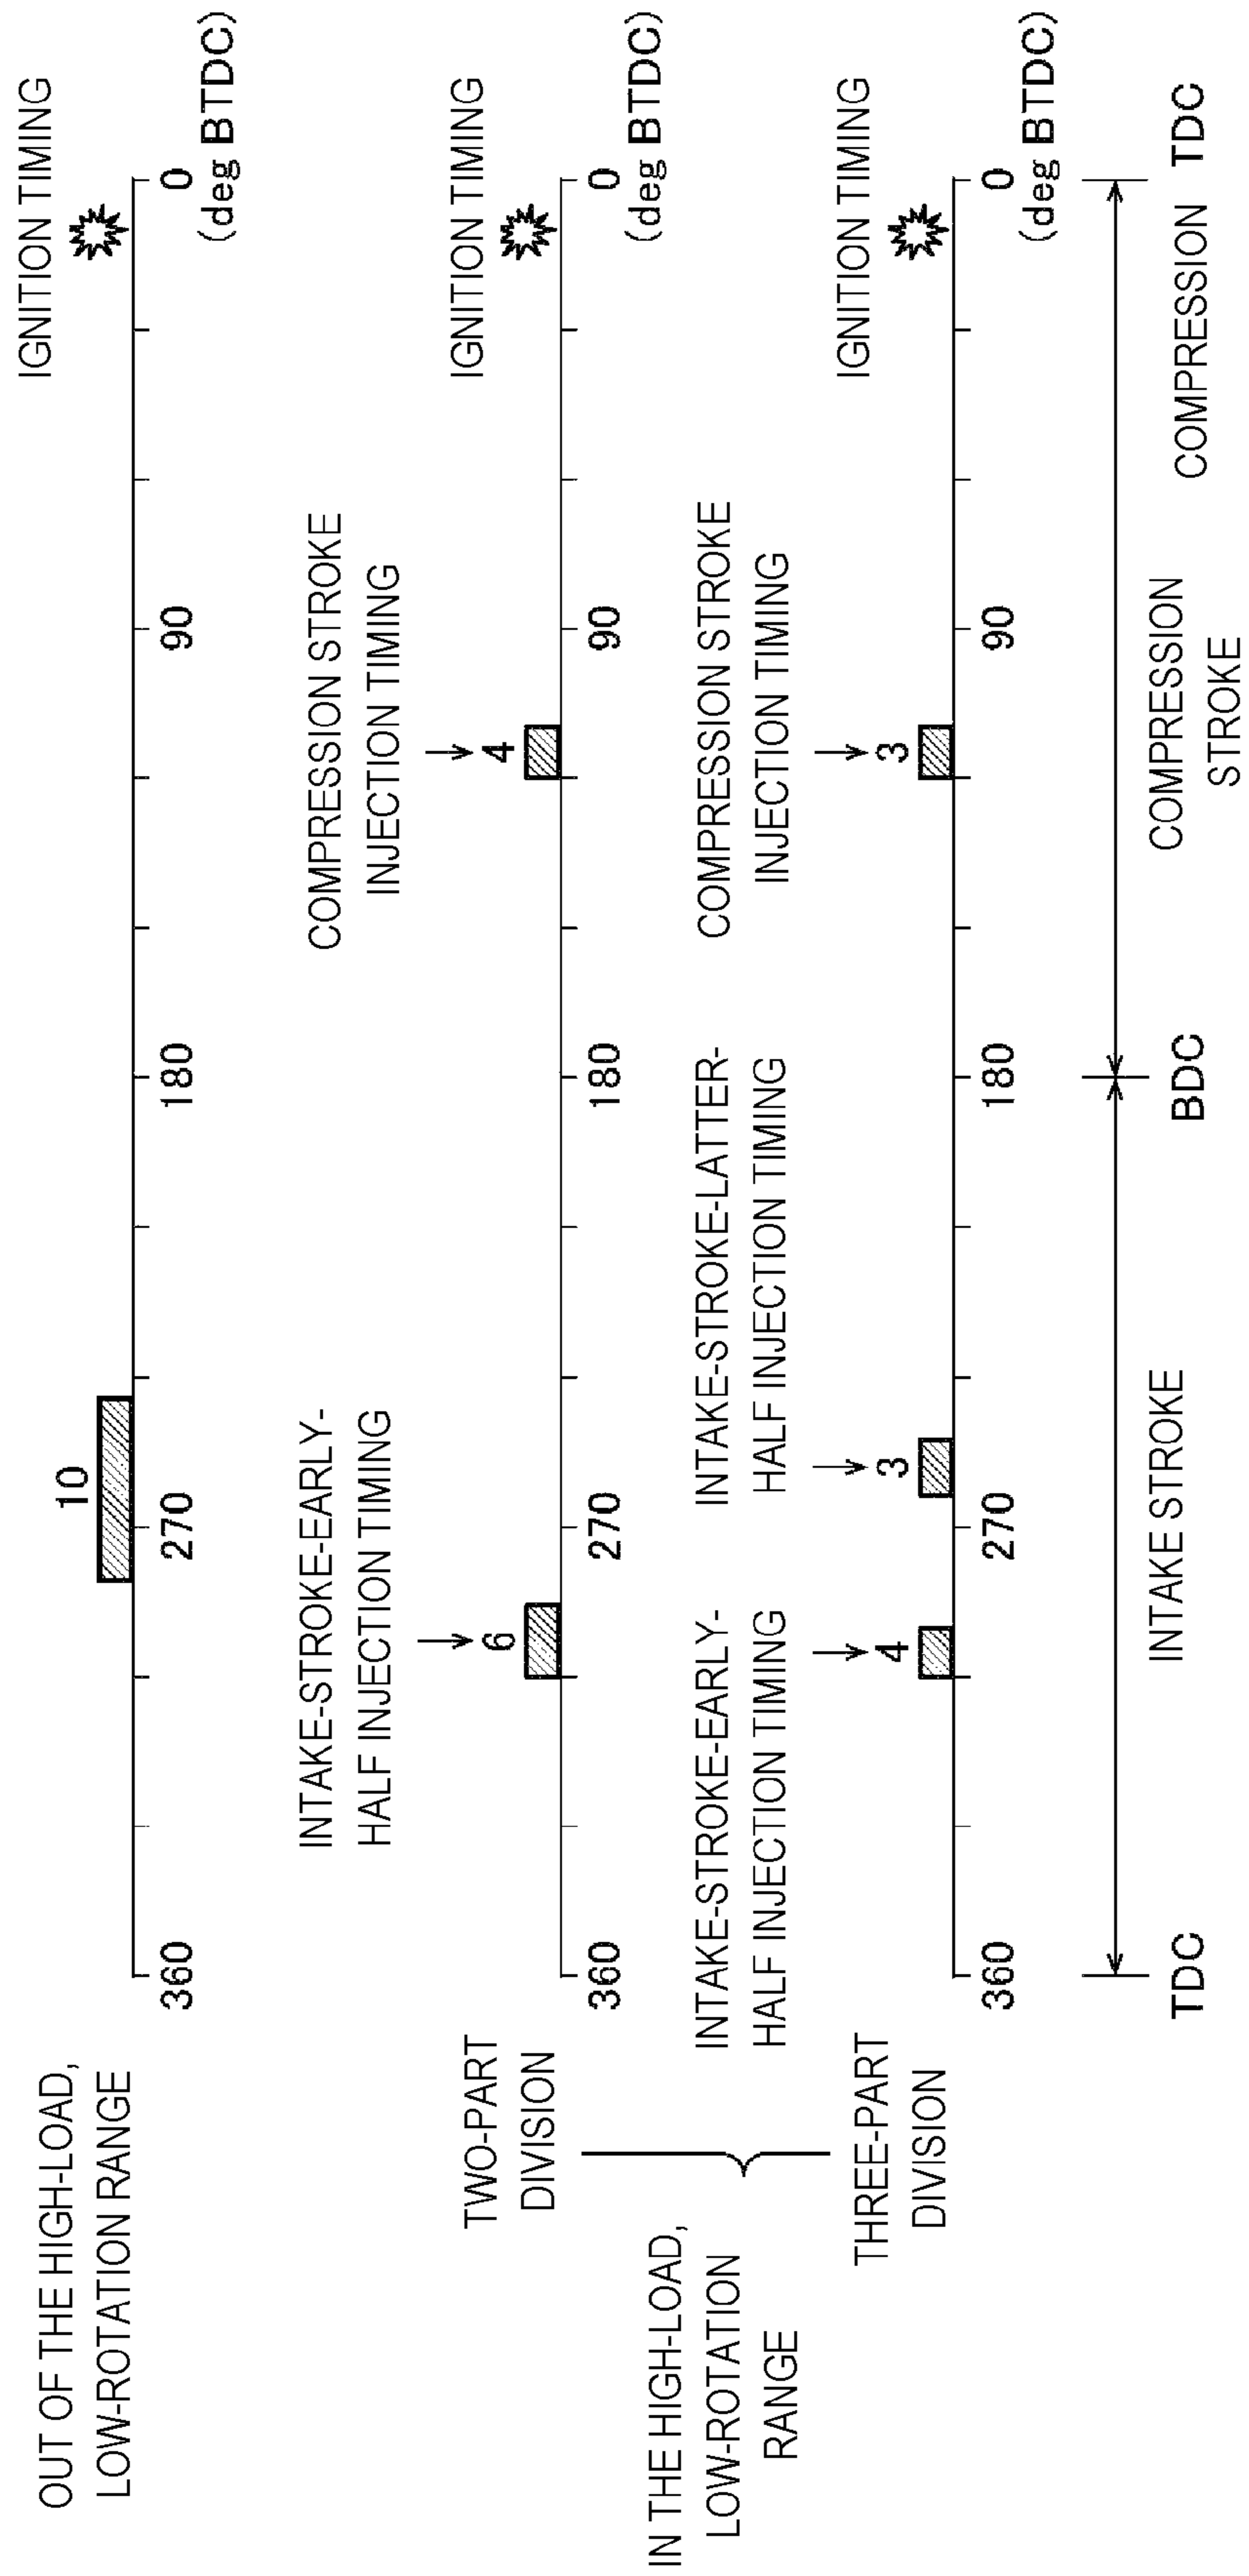 OUT OF THE HIGH-LOAD,
LOW-ROTATION RANGE
10
IGNITION TIMING
360
270
180
90
0
(deg BTDC)
IN THE HIGH-LOAD,
LOW-ROTATION
RANGE
TWO-PART
DIVISION
INTAKE-STROKE-EARLY-
HALF INJECTION TIMING
6
COMPRESSION STROKE
INJECTION TIMING
4
IGNITION TIMING
360
270
180
90
0
(deg BTDC)
THREE-PART
DIVISION
INTAKE-STROKE-EARLY-
HALF INJECTION TIMING
4
INTAKE-STROKE-LATTER-
HALF INJECTION TIMING
3
COMPRESSION STROKE
INJECTION TIMING
3
IGNITION TIMING
360
270
180
90
0
(deg BTDC)
TDC
INTAKE STROKE
BDC
COMPRESSION
STROKE
COMPRESSION TDC